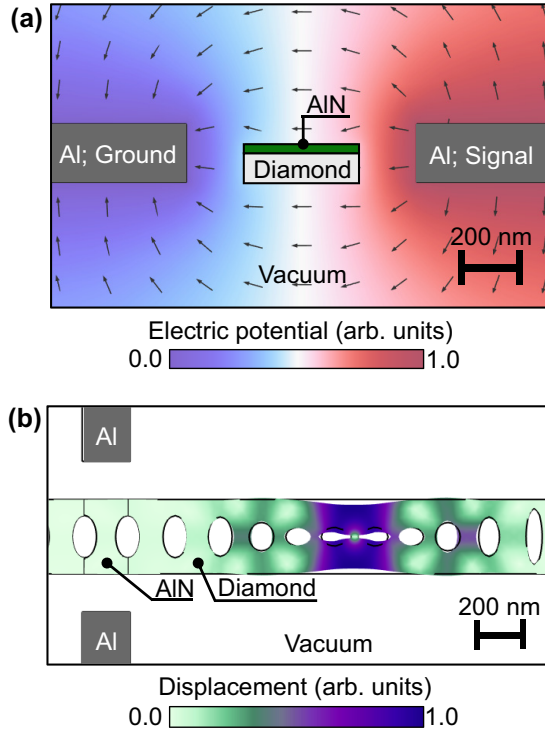 (a)
AlN
Al; Ground
Diamond
Al; Signal
200 nm
Vacuum
Electric potential (arb. units)
0.0 1.0
(b)
Al
AlN Diamond
200 nm
Al
Vacuum
Displacement (arb. units)
0.0 1.0